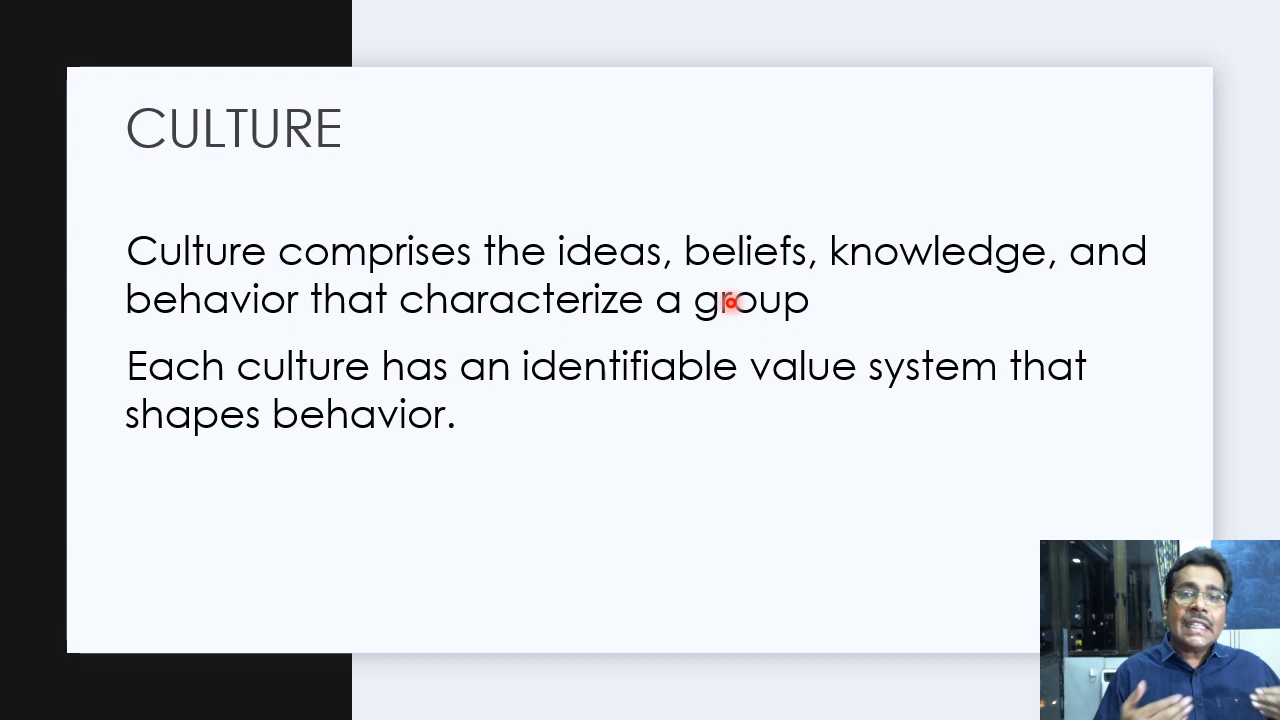 CULTURE
Culture comprises the ideas, beliefs, knowledge, and
behavior that characterize a group
Each culture has an identifiable value system that
shapes behavior.